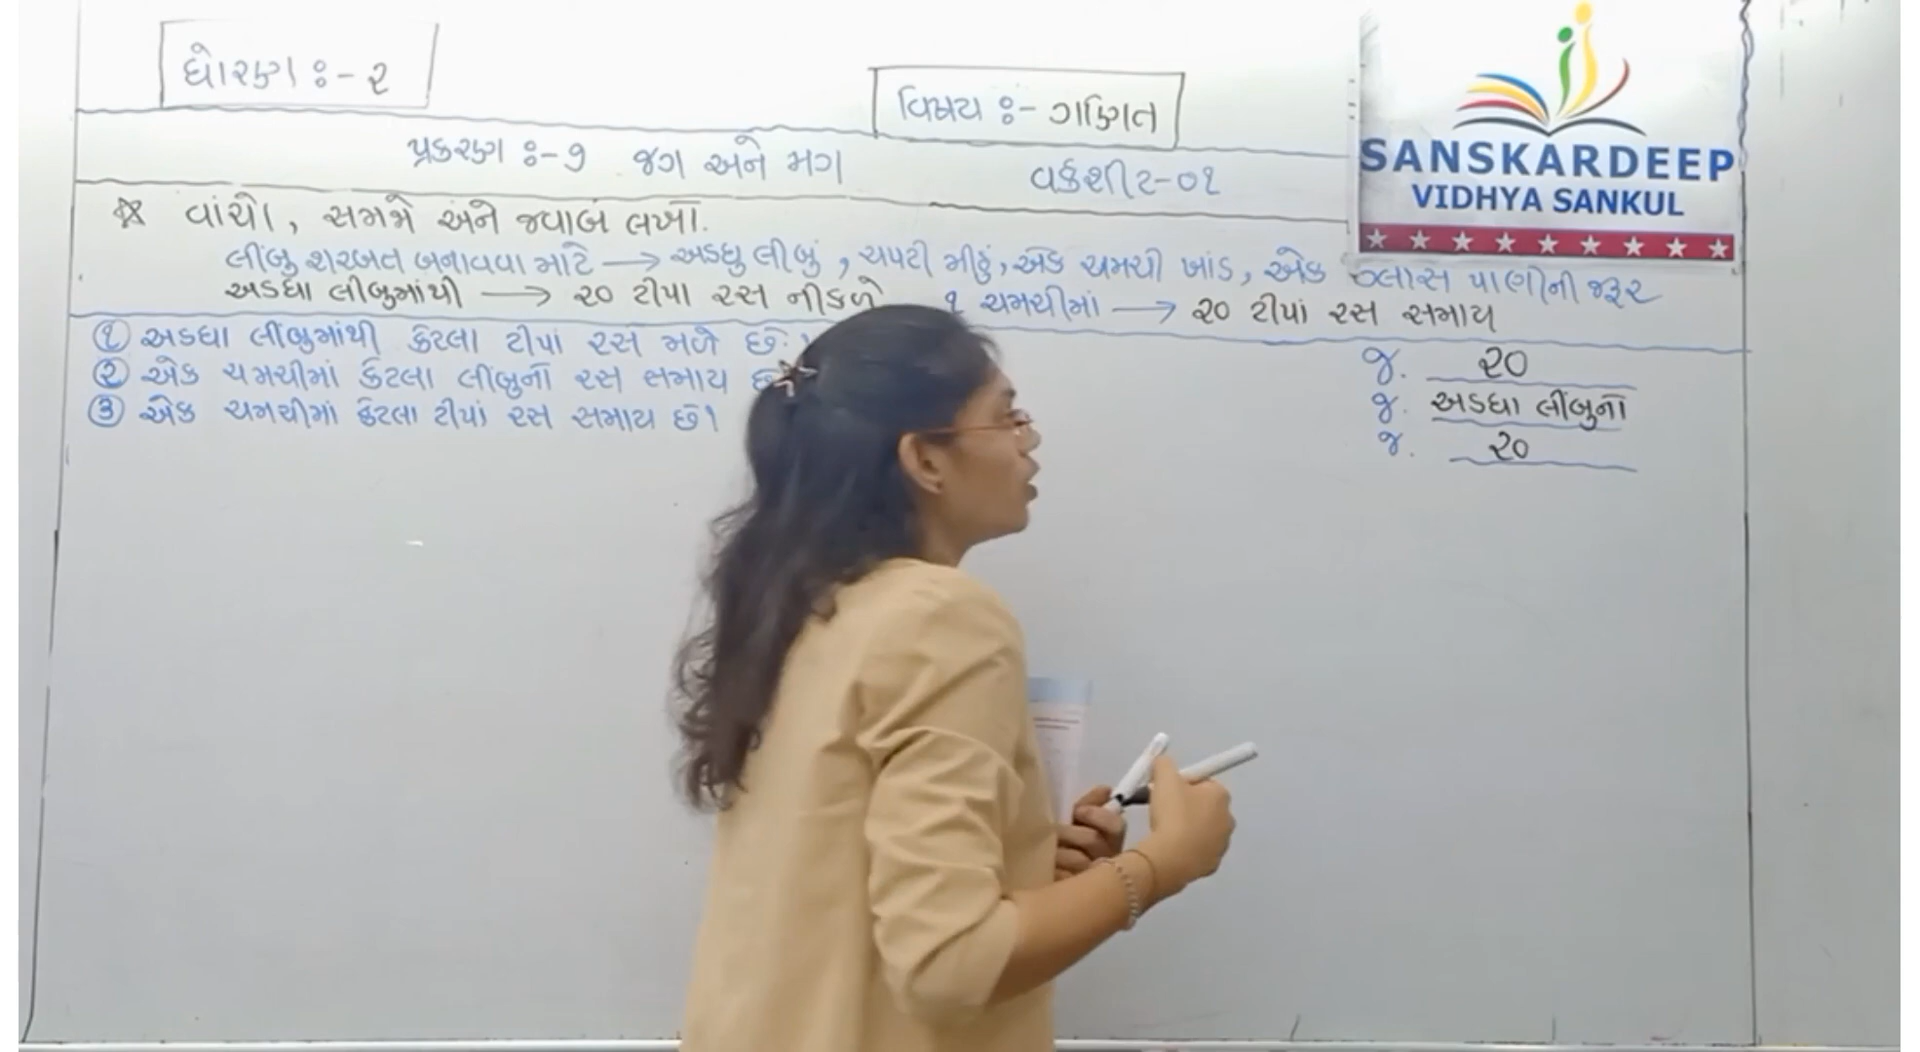 ધોરણ :- ૨
વિષય :- ગણિત
SANSKARDEEP
VIDHYA SANKUL
પ્રકરણ :- ૭ જગ અને મગ
વર્કશીટ-૦૧
☆ વાંચો, સમજો અને જવાબ લખો.
લીંબુ શરબત બનાવવા માટે → અડધુ લીબું, ચપટી મીઠું, એક ચમચી ખાંડ, એક ગ્લાસ પાણીની જરૂર
અડધા લીબુમાંથી → ૨૦ ટીપા રસ નીકળે ૧ ચમચીમાં → ૨૦ ટીપાં રસ સમાય
① અડધા લીંબુમાંથી કેટલા ટીપાં રસ મળે છે? જ. ૨૦
② એક ચમચીમાં કેટલા લીંબુનો રસ સમાય જ. અડધા લીંબુનો
③ એક ચમચીમાં કેટલા ટીપાં રસ સમાય છે? જ. ૨૦